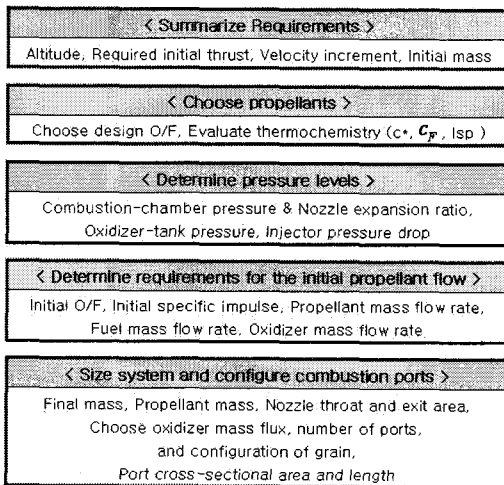 < Summarize Requirements >
Altitude, Required initial thrust, Velocity increment, Initial mass
< Choose propellants >
Choose design O/F, Evaluate thermochemistry (c*, C_F, Isp )
< Determine pressure levels >
Combustion-chamber pressure & Nozzle expansion ratio,
Oxidizer-tank pressure, Injector pressure drop
< Determine requirements for the initial propellant flow >
Initial O/F, Initial specific impulse, Propellant mass flow rate,
Fuel mass flow rate, Oxidizer mass flow rate
< Size system and configure combustion ports >
Final mass, Propellant mass, Nozzle throat and exit area,
Choose oxidizer mass flux, number of ports,
and configuration of grain,
Port cross-sectional area and length